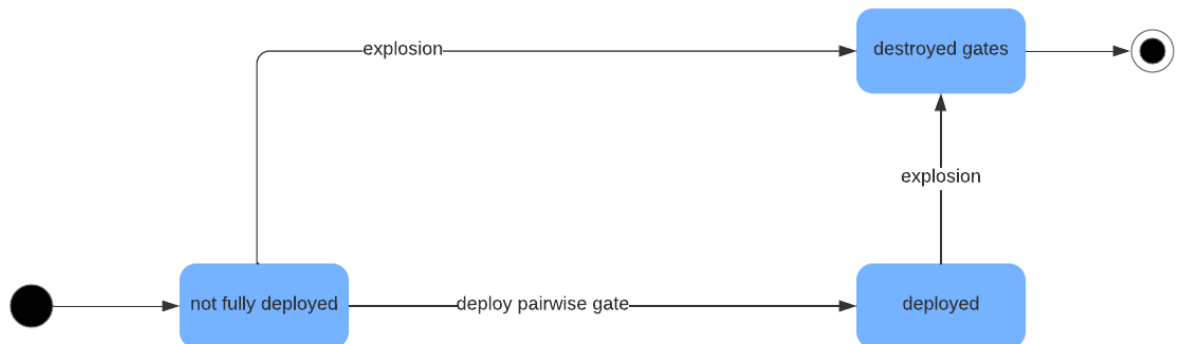 explosion
destroyed gates
explosion
not fully deployed
deploy pairwise gate
deployed